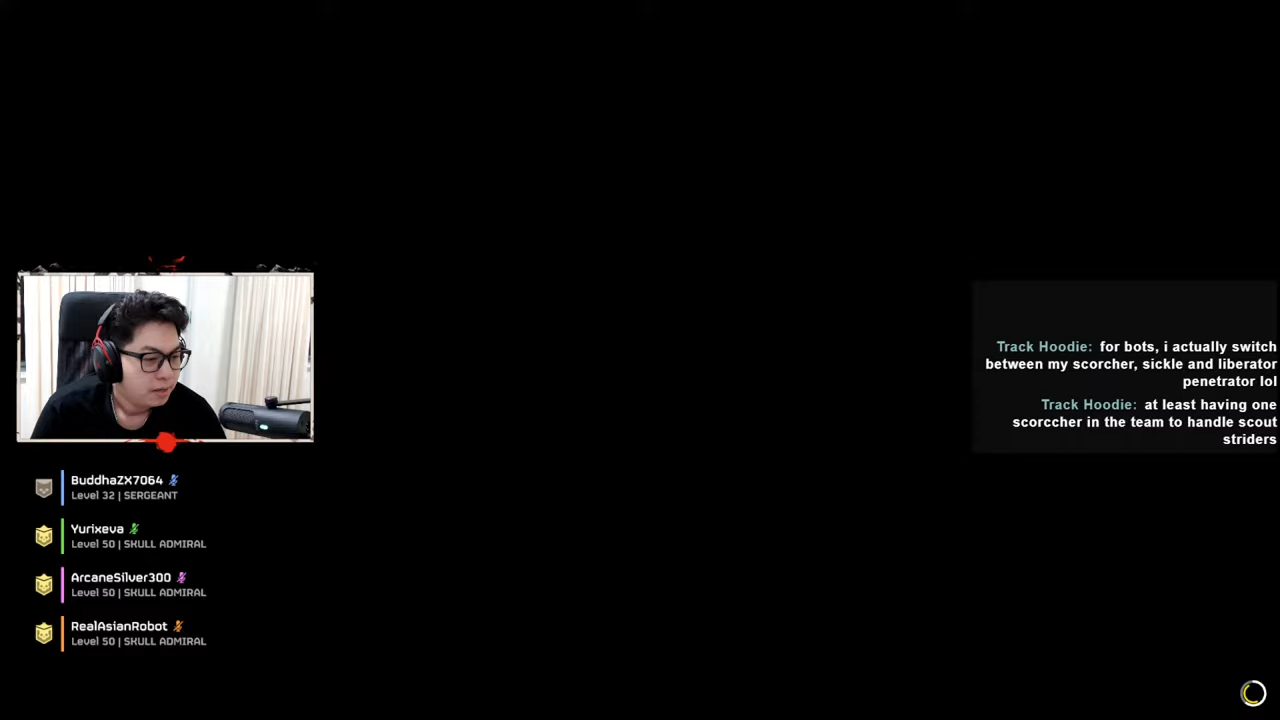 Track Hoodie: for bots, i actually switch
between my scorcher, sickle and liberator
penetrator lol
Track Hoodie: at least having one
scorccher in the team to handle scout
striders
BuddhaZX7064
Level 32 | SERGEANT
Yurixeva
Level 50 | SKULL ADMIRAL
ArcaneSilver300
Level 50 | SKULL ADMIRAL
RealAsianRobot
Level 50 | SKULL ADMIRAL